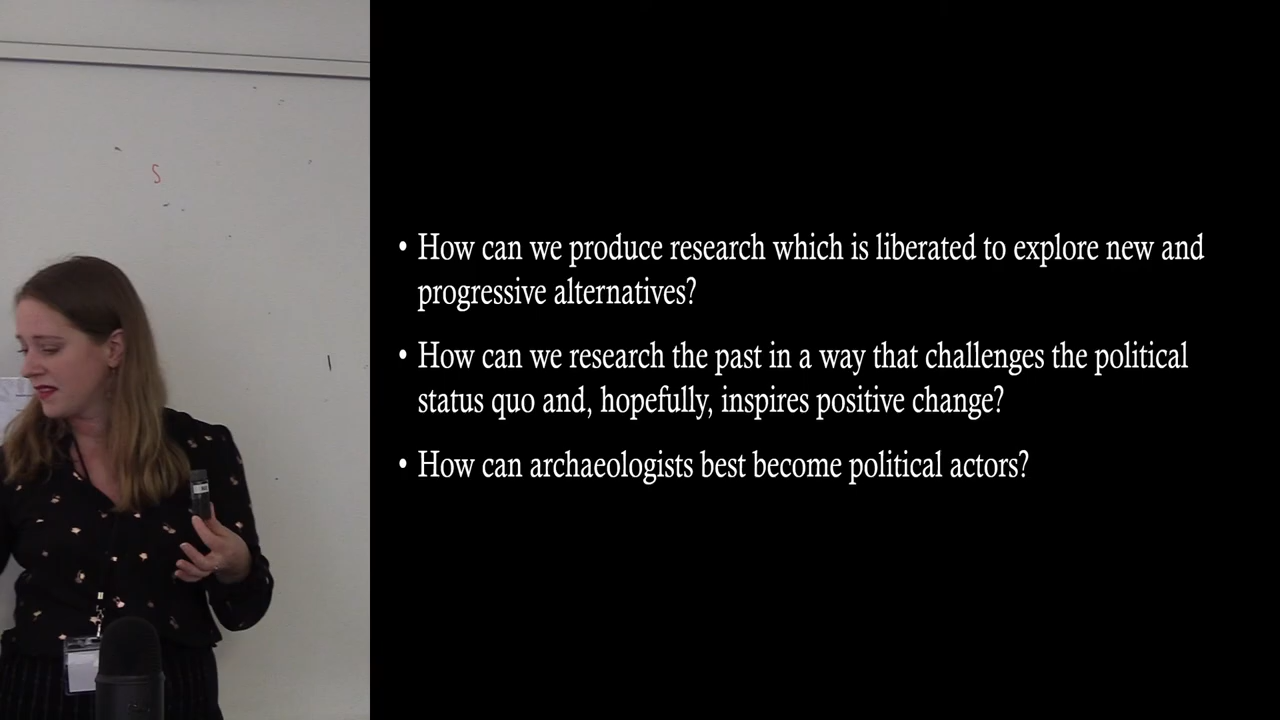 • How can we produce research which is liberated to explore new and
progressive alternatives?
• How can we research the past in a way that challenges the political
status quo and, hopefully, inspires positive change?
• How can archaeologists best become political actors?